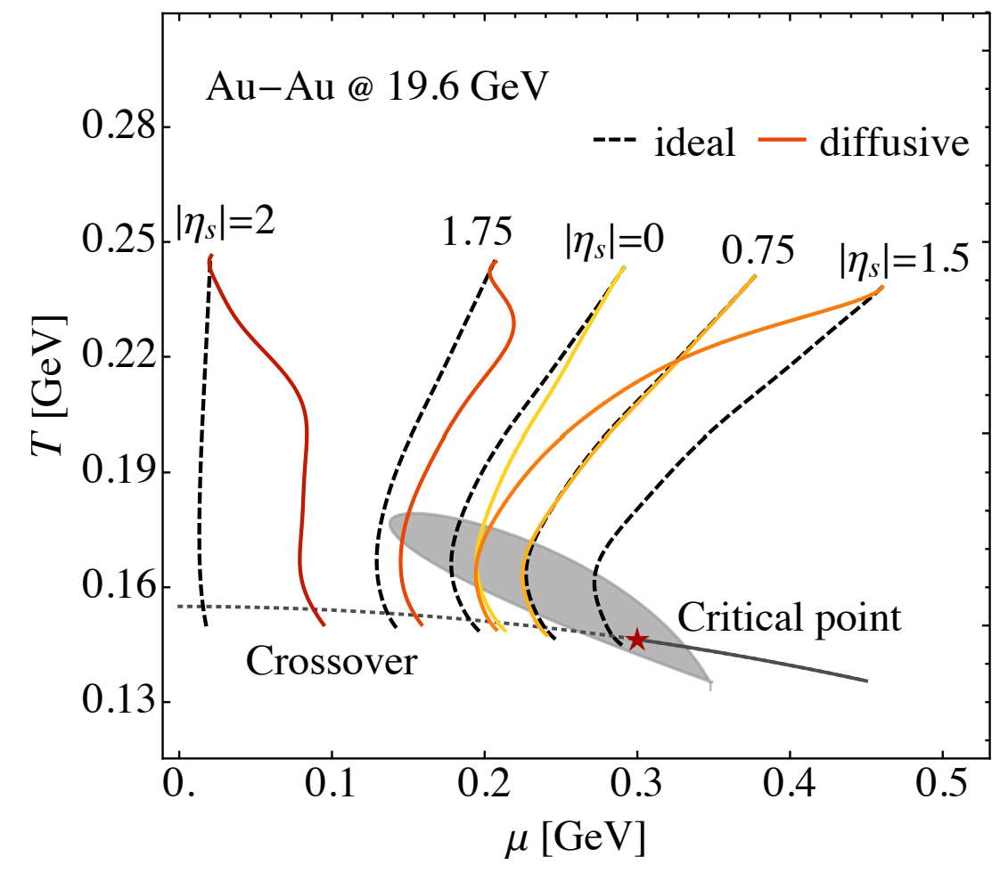 Au−Au @ 19.6 GeV
ideal
diffusive
|ηs|=2
1.75
|ηs|=0
0.75
|ηs|=1.5
Critical point
Crossover
0.28
0.25
0.22
0.19
0.16
0.13
T [GeV]
0.
0.1
0.2
0.3
0.4
0.5
μ [GeV]